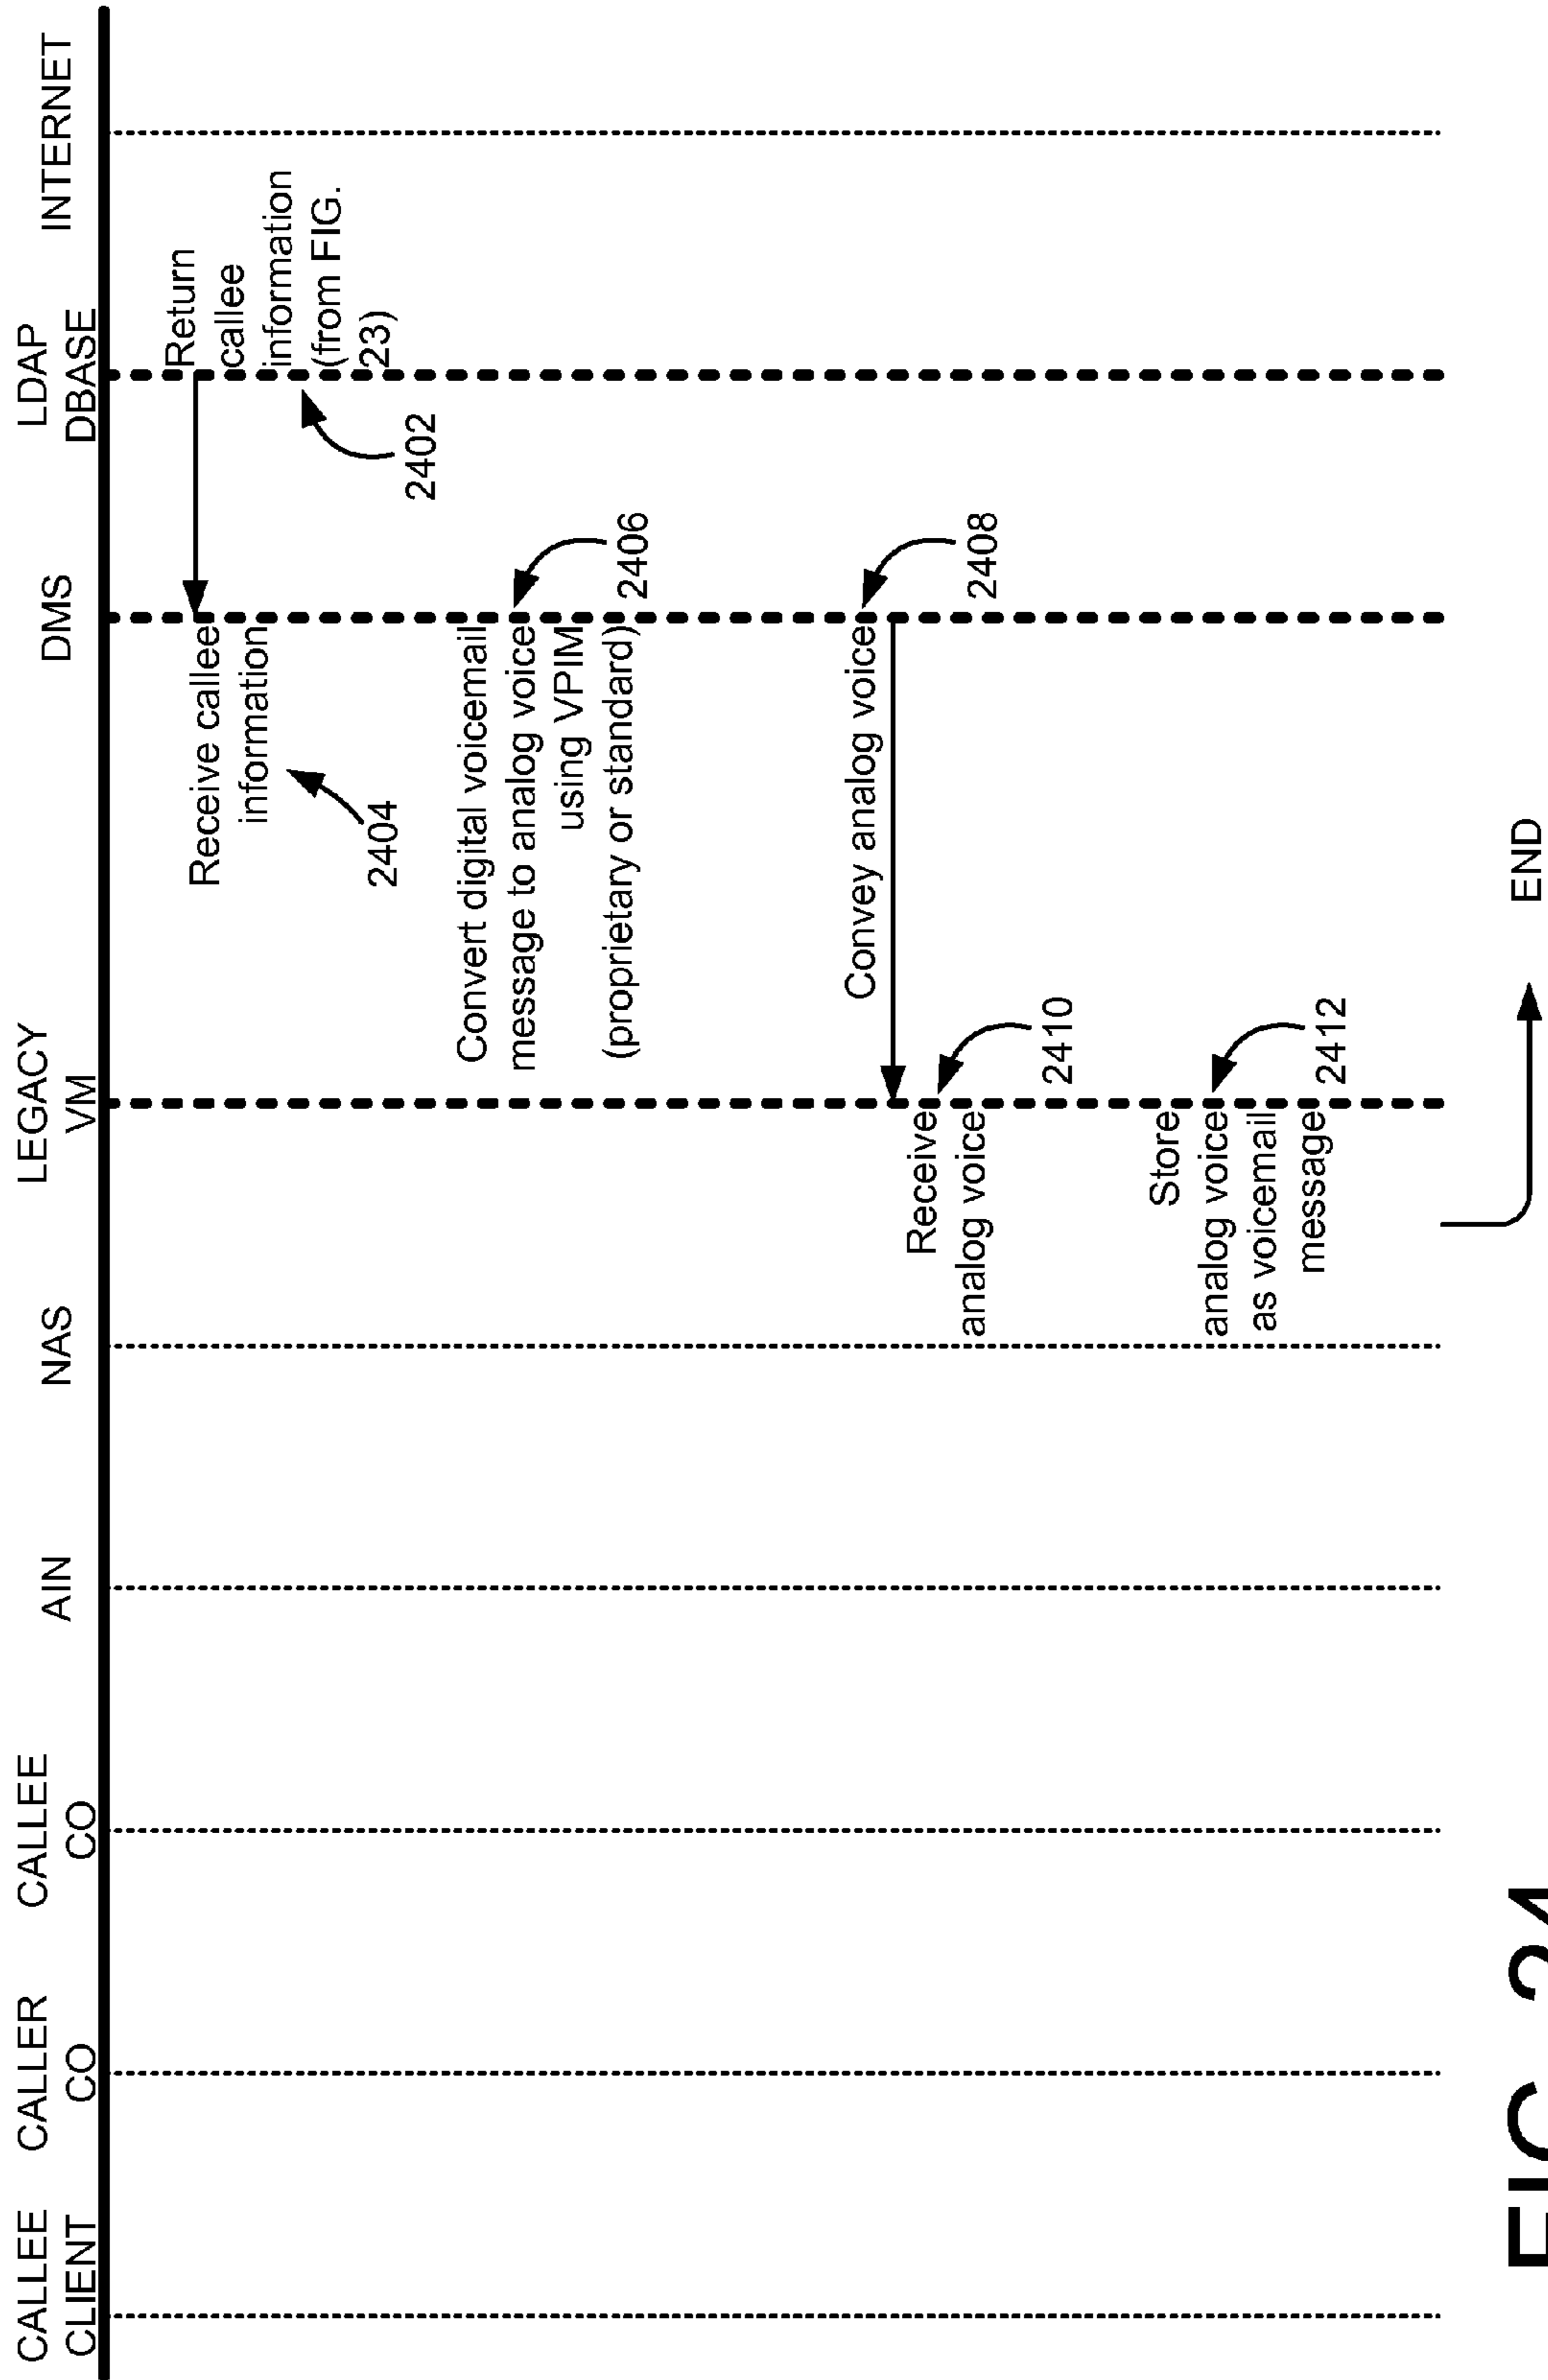 CALLEE
CLIENT
CALLER
CO
CALLEE
CO
AIN
NAS
LEGACY
VM
DMS
LDAP
DBASE
INTERNET
Return
callee
information
(from FIG.
23)
2402
Receive callee
information
2404
Convert digital voicemail
message to analog voice
using VPIM
(proprietary or standard)
2406
Convey analog voice
2408
Receive
analog voice
2410
Store
analog voice
as voicemail
message
2412
END
FIG. 24